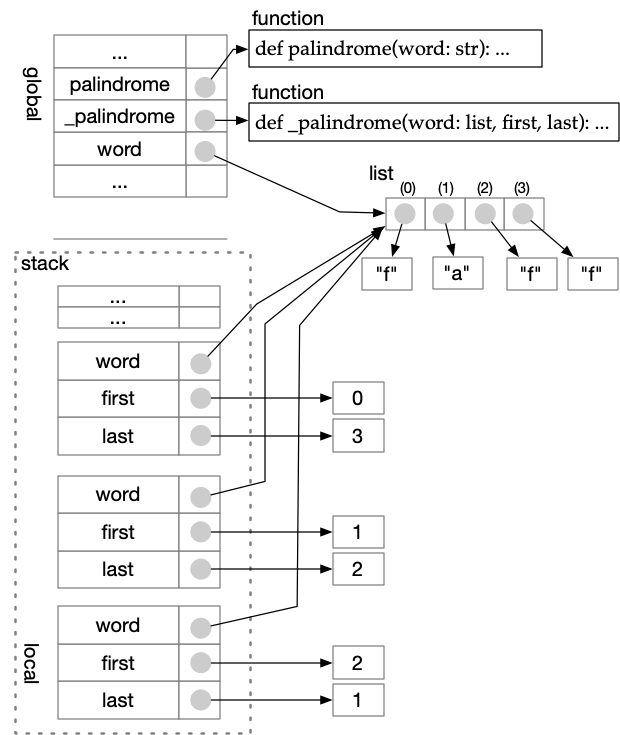 function
def palindrome(word: str): ...
global
...
palindrome
_palindrome
word
...
function
def _palindrome(word: list, first, last): ...
list
(0) (1) (2) (3)
"f" "a" "f" "f"
stack
...
...
word
first 0
last 3
word
first 1
last 2
local
word
first 2
last 1